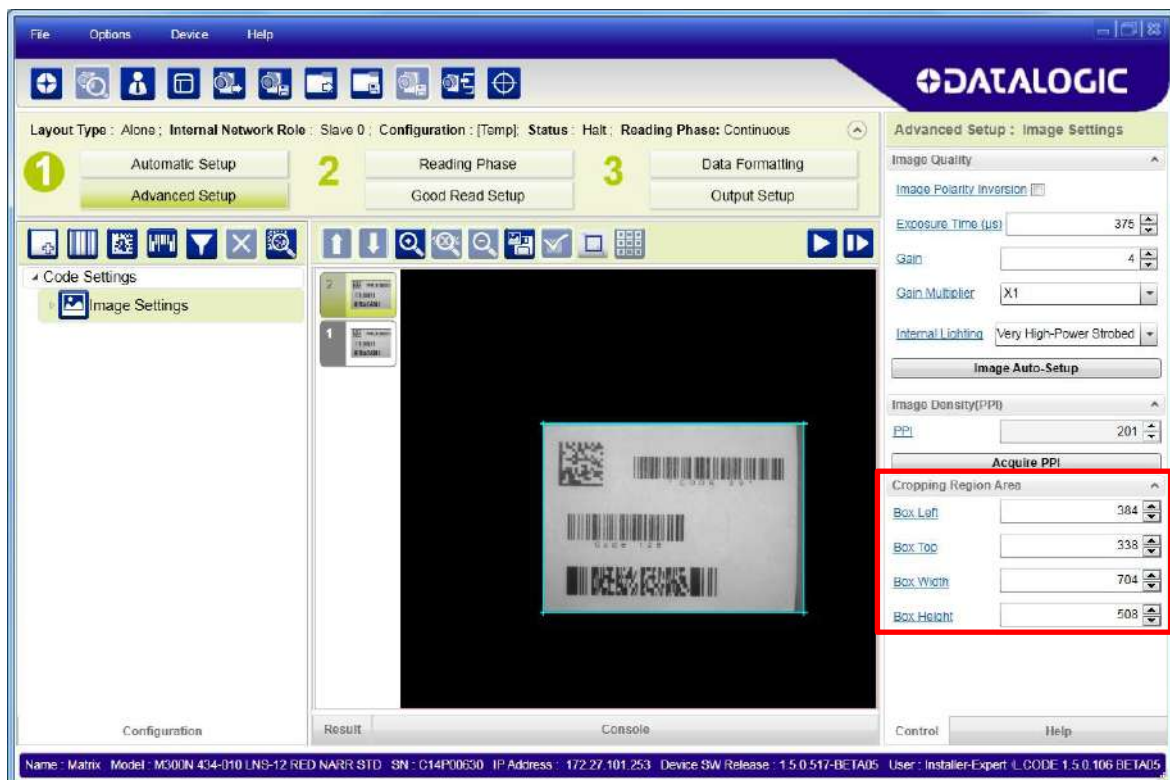 File Options Device Help
DATALOGIC
Layout Type : Alone ; Internal Network Role : Slave 0 ; Configuration : [Temp]; Status : Halt ; Reading Phase: Continuous
Advanced Setup : Image Settings
1 Automatic Setup 2 Reading Phase 3 Data Formatting
Advanced Setup Good Read Setup Output Setup
Image Quality
Image Polarity Inversion
Exposure Time (µs) 375
Gain 4
Gain Multiplier X1
Internal Lighting Very High-Power Strobed
Image Auto-Setup
Image Density(PPI)
PPI 201
Acquire PPI
Cropping Region Area
Box Left 384
Box Top 338
Box Width 704
Box Height 508
Code Settings
Image Settings
2
1
Code 128
Configuration Result Console Control Help
Name : Matrix Model : M300N 434-010 LNS-12 RED NARR STD SN : C14P00630 IP Address : 172.27.101.253 Device SW Release : 1.5.0.517-BETA05 User : Installer-Expert DL.CODE 1.5.0.106 BETA05